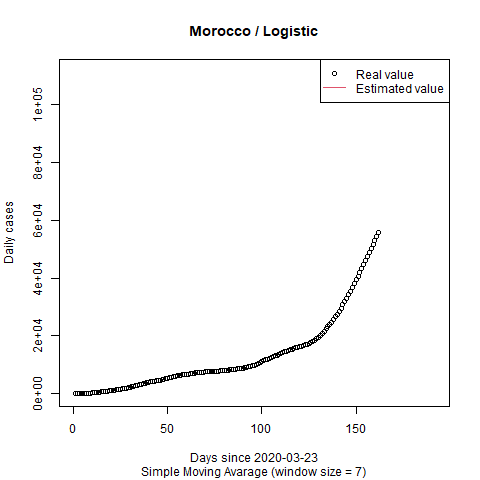 Morocco / Logistic
Real value
Estimated value
Daily cases
0e+00
2e+04
4e+04
6e+04
8e+04
1e+05
0
50
100
150
Days since 2020-03-23
Simple Moving Avarage (window size = 7)